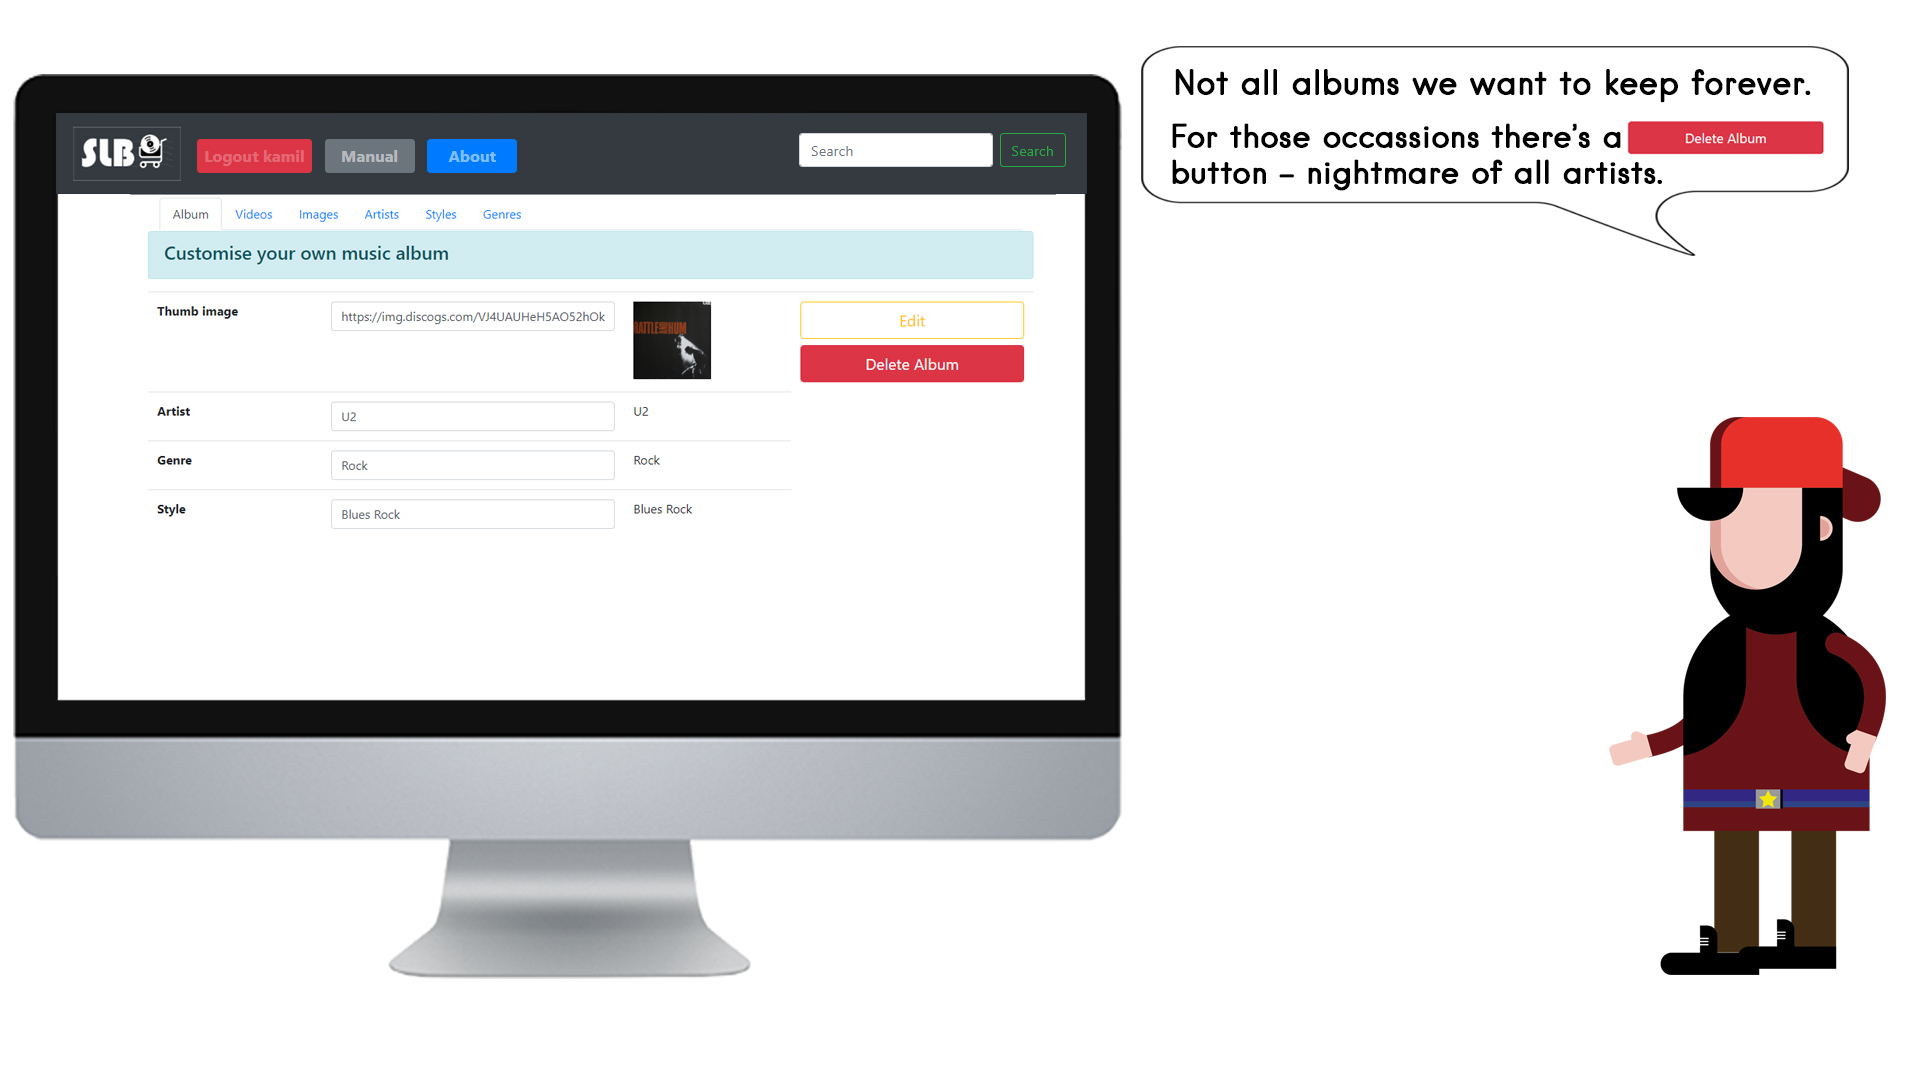 Not all albums we want to keep forever.
For those occassions there's a Delete Album
button – nightmare of all artists.
SLB
Logout kamil Manual About Search Search
Album Videos Images Artists Styles Genres
Customise your own music album
Thumb image https://img.discogs.com/VJ4UAUHeH5AO52hOk Edit
RATTLE AND HUM
Delete Album
Artist U2 U2
Genre Rock Rock
Style Blues Rock Blues Rock